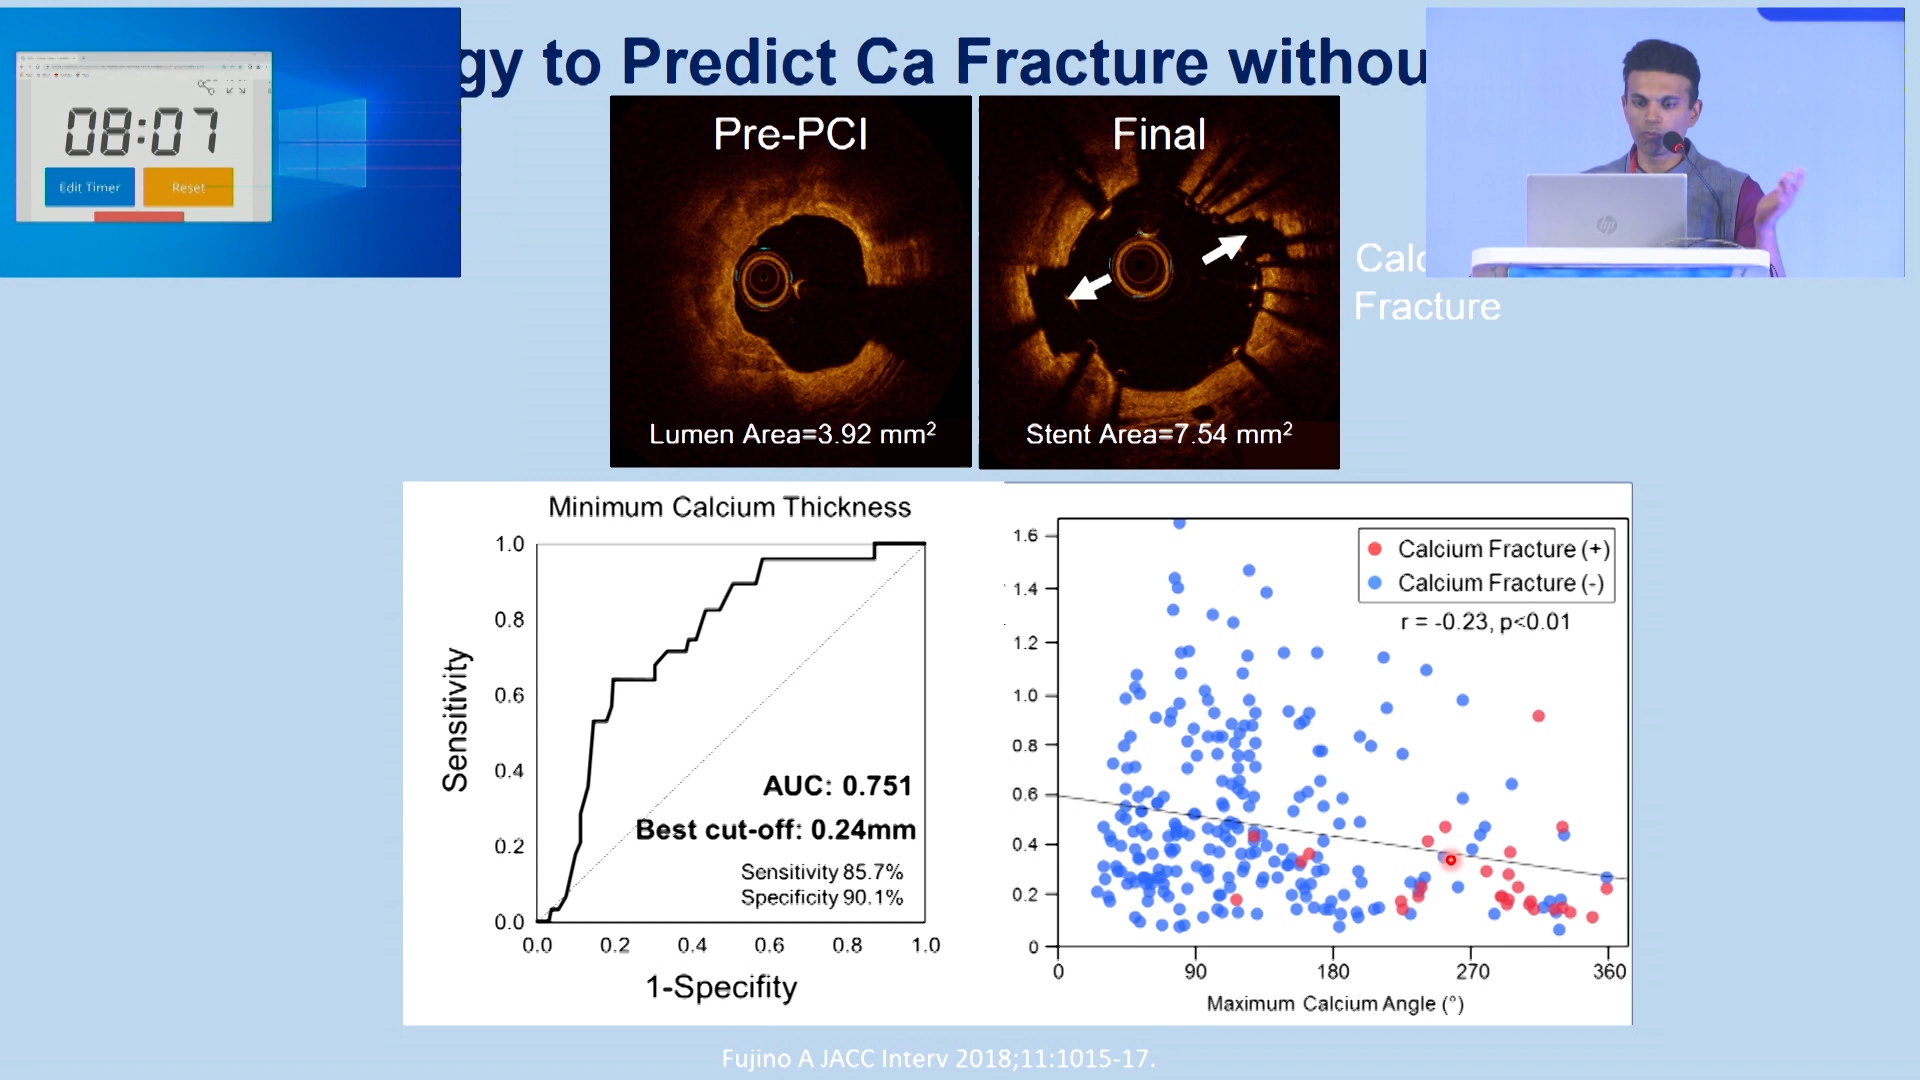 gy to Predict Ca Fracture withou
08:07
Edit Timer
Reset
Pre-PCI
Final
Lumen Area=3.92 mm²
Stent Area=7.54 mm²
Calc
Fracture
hp
Minimum Calcium Thickness
1.0
0.8
0.6
0.4
0.2
0.0
Sensitivity
AUC: 0.751
Best cut-off: 0.24mm
Sensitivity 85.7%
Specificity 90.1%
0.0 0.2 0.4 0.6 0.8 1.0
1-Specifity
1.6
1.4
1.2
1.0
0.8
0.6
0.4
0.2
0
Calcium Fracture (+)
Calcium Fracture (-)
r = -0.23, p<0.01
0 90 180 270 360
Maximum Calcium Angle (°)
Fujino A JACC Interv 2018;11:1015-17.